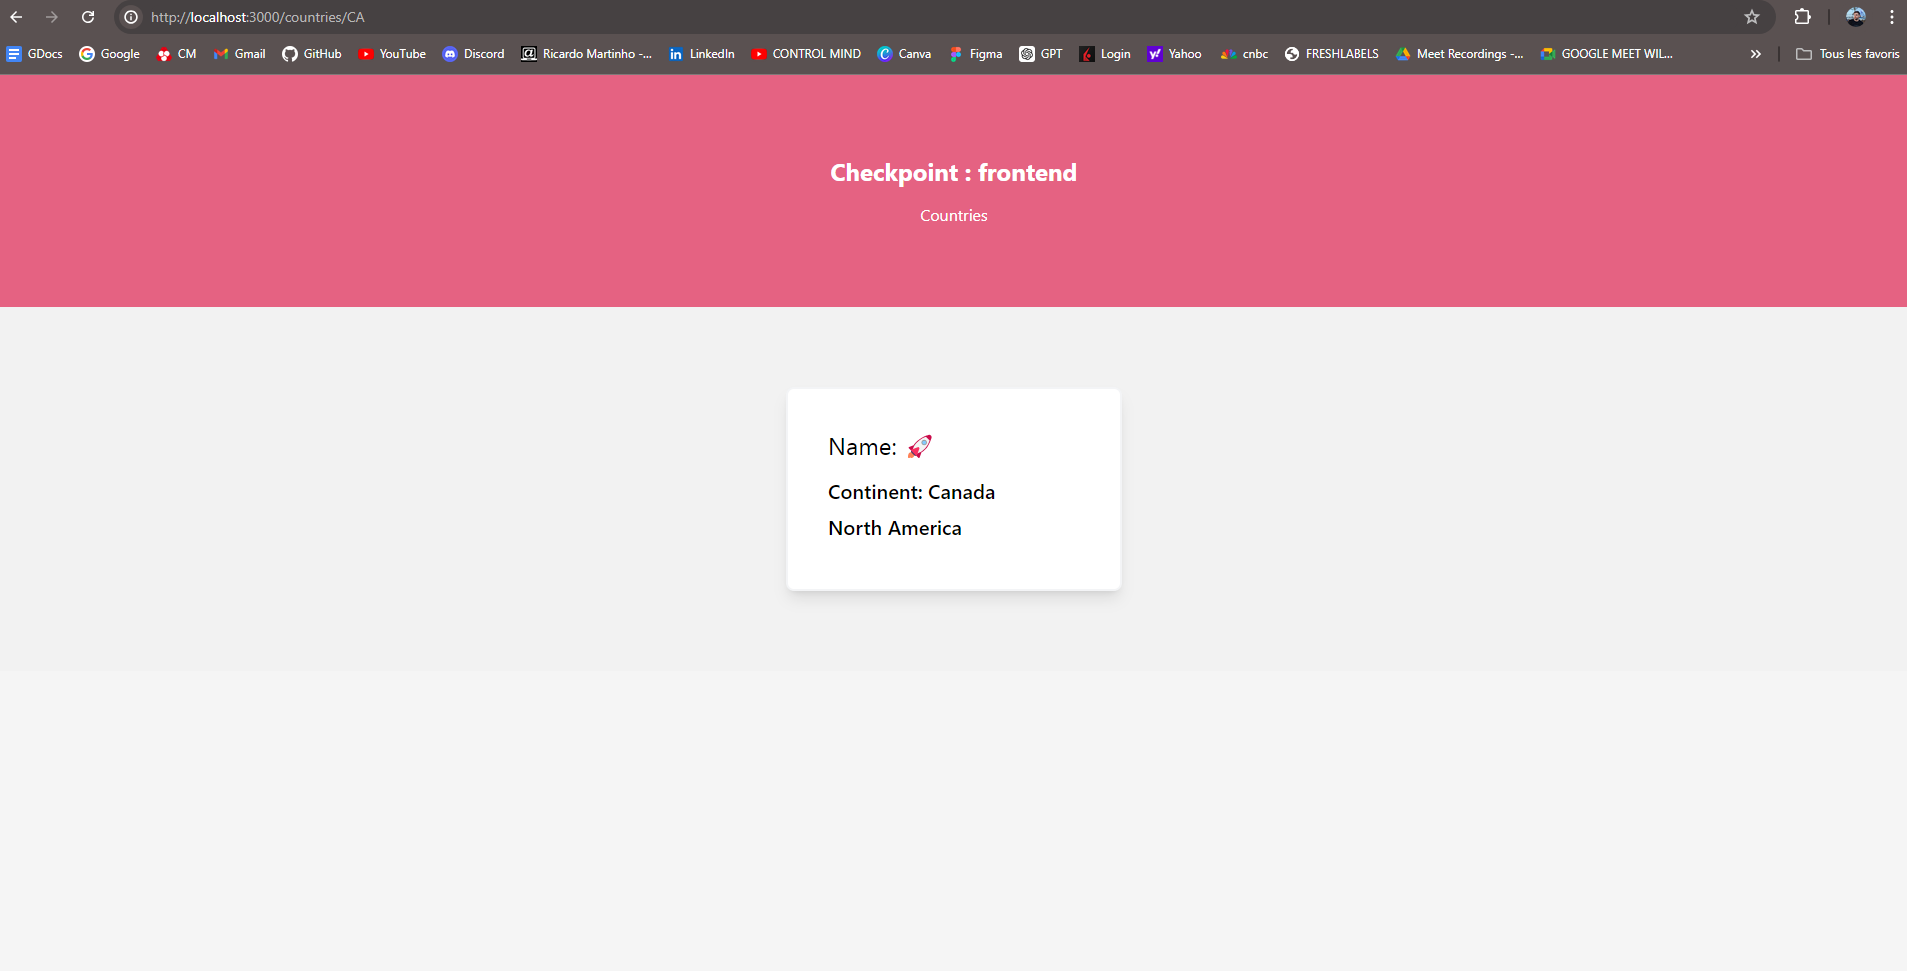 http://localhost:3000/countries/CA
GDocs Google CM Gmail GitHub YouTube Discord Ricardo Martinho -... LinkedIn CONTROL MIND Canva Figma GPT Login Yahoo cnbc FRESHLABELS Meet Recordings -... GOOGLE MEET WIL... Tous les favoris
Checkpoint : frontend
Countries
Name: 🚀
Continent: Canada
North America